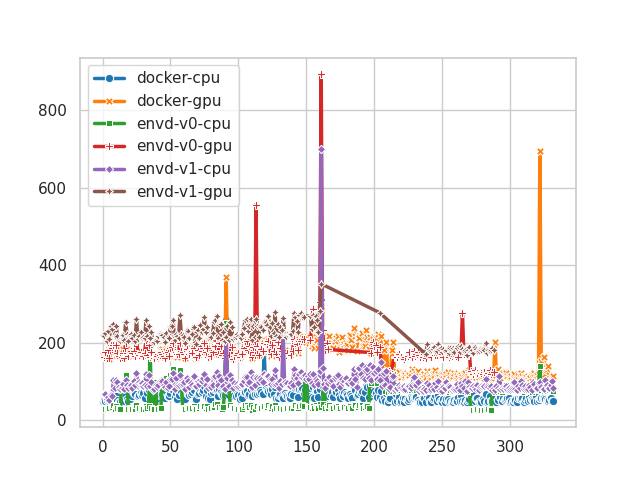 docker-cpu
docker-gpu
envd-v0-cpu
envd-v0-gpu
envd-v1-cpu
envd-v1-gpu
800
600
400
200
0
0 50 100 150 200 250 300